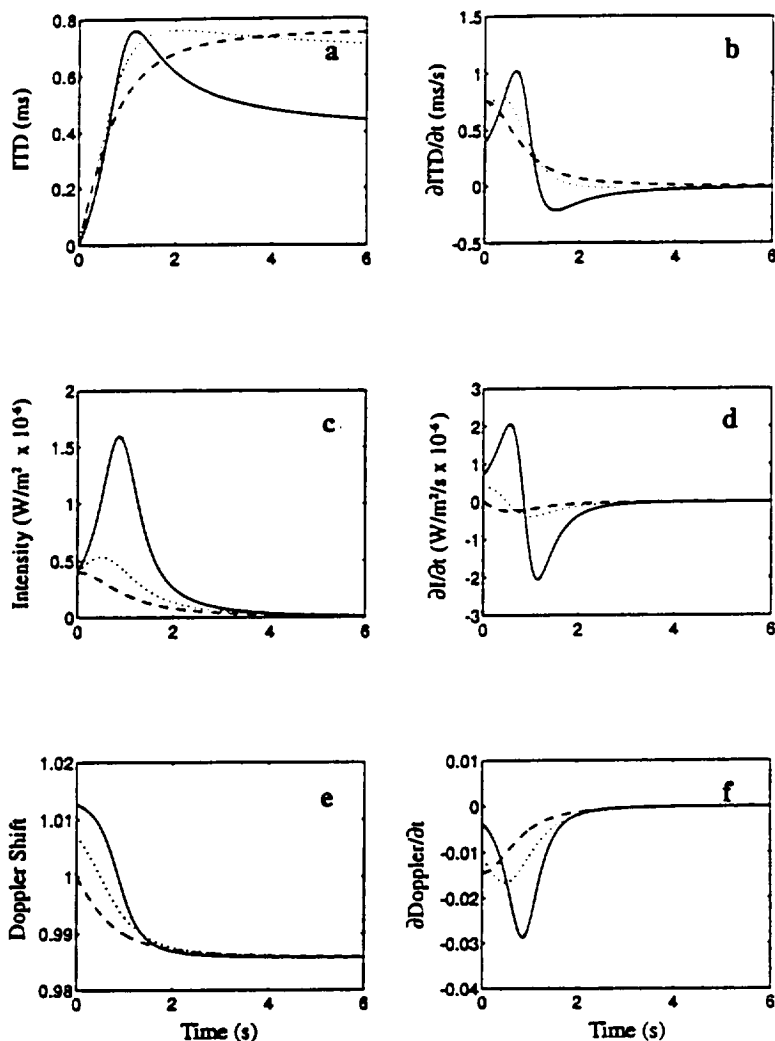 0.8
0.6
0.4
0.2
0
ITD (ms)
a
0 2 4 6
1.5
1
0.5
0
-0.5
∂ITD/∂t (ms/s)
b
0 2 4 6
2
1.5
1
0.5
0
Intensity (W/m² x 10⁻⁶)
c
0 2 4 6
3
2
1
0
-1
-2
-3
∂I/∂t (W/m²/s x 10⁻⁶)
d
0 2 4 6
1.02
1.01
1
0.99
0.98
Doppler Shift
e
0 2 4 6
Time (s)
0.01
0
-0.01
-0.02
-0.03
-0.04
∂Doppler/∂t
f
0 2 4 6
Time (s)